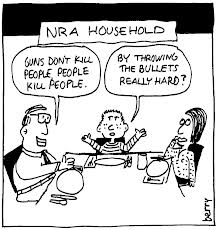 NRA HOUSEHOLD
GUNS DON'T KILL
PEOPLE, PEOPLE
KILL PEOPLE.
BY THROWING
THE BULLETS
REALLY HARD?